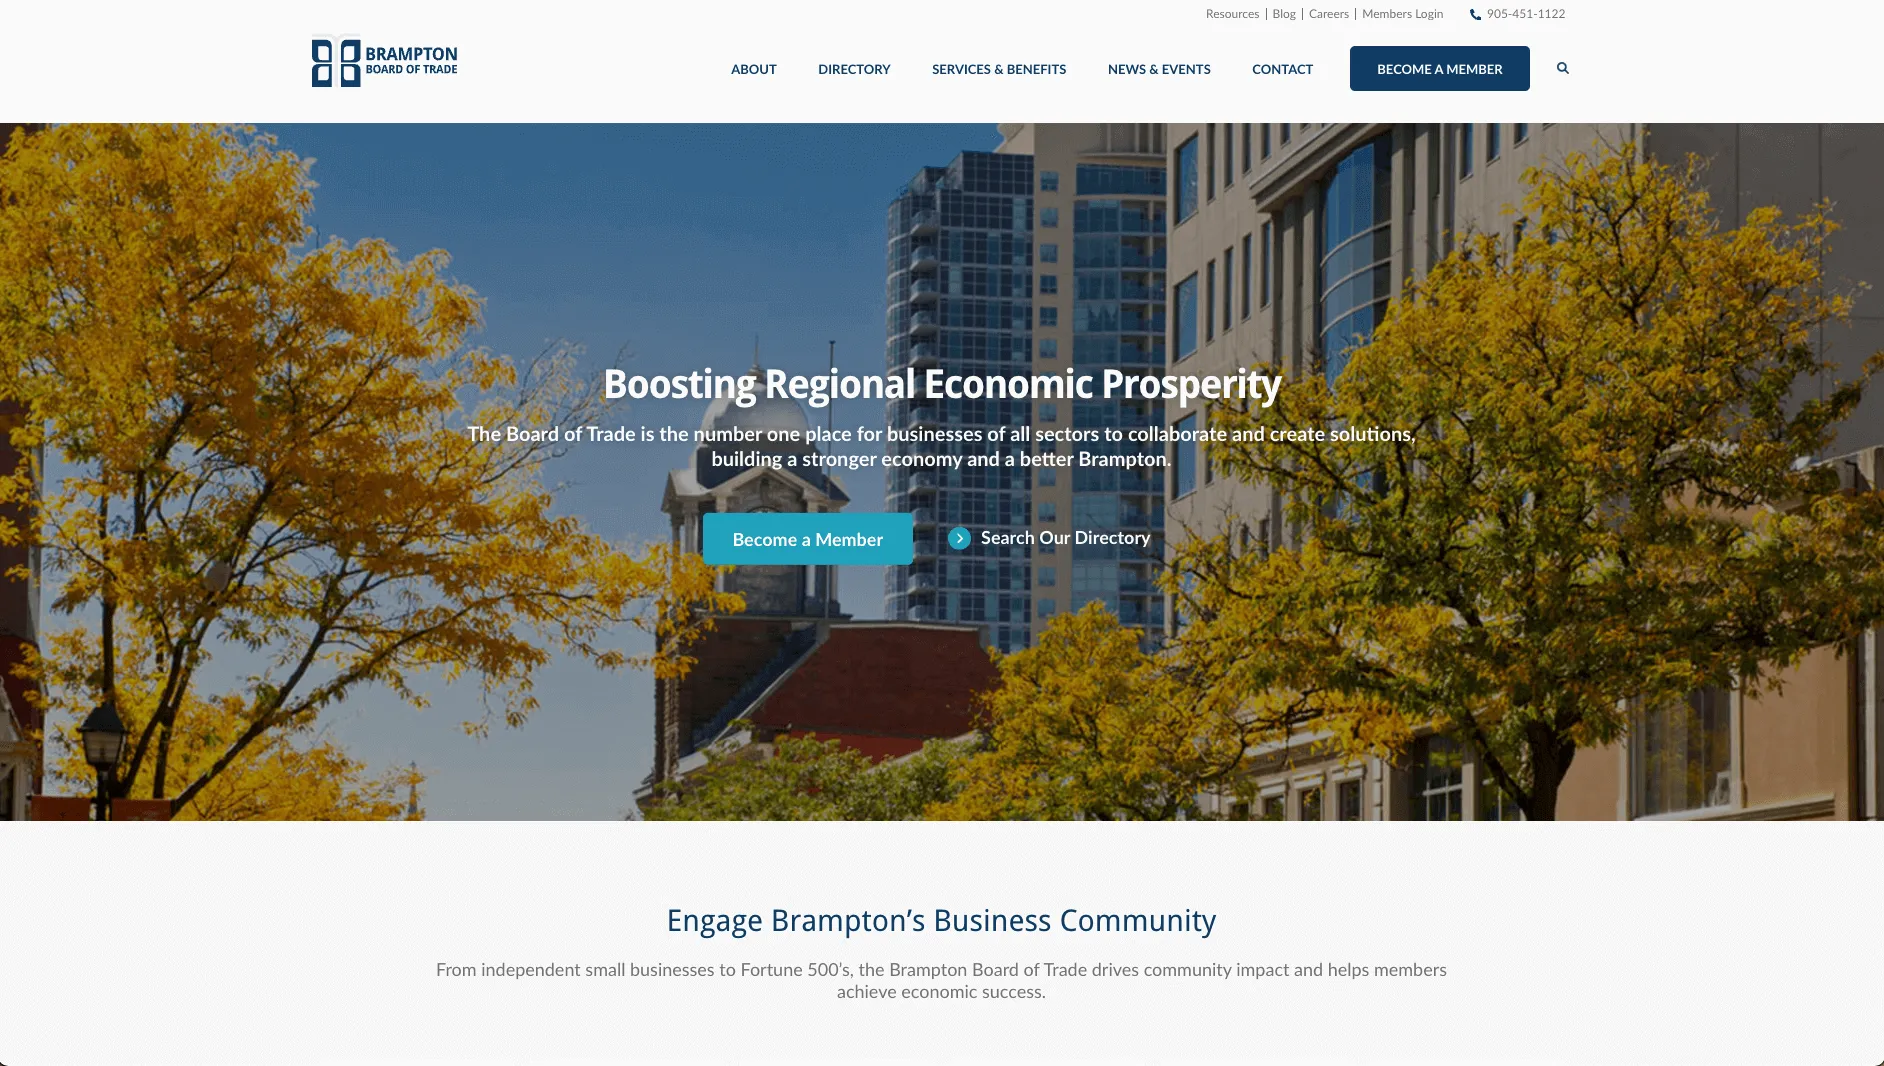 Resources | Blog | Careers | Members Login 905-451-1122
BRAMPTON
BOARD OF TRADE
ABOUT DIRECTORY SERVICES & BENEFITS NEWS & EVENTS CONTACT BECOME A MEMBER
Boosting Regional Economic Prosperity
The Board of Trade is the number one place for businesses of all sectors to collaborate and create solutions,
building a stronger economy and a better Brampton.
Become a Member Search Our Directory
Engage Brampton’s Business Community
From independent small businesses to Fortune 500's, the Brampton Board of Trade drives community impact and helps members
achieve economic success.